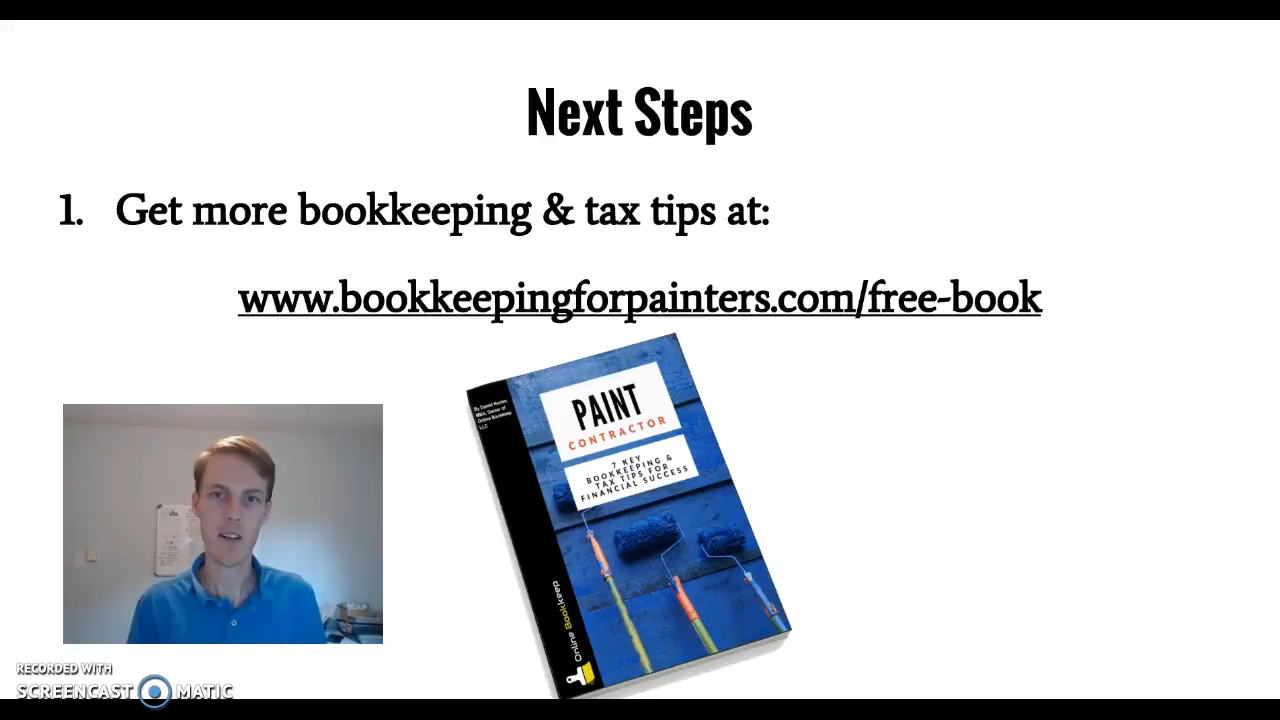 Next Steps
1. Get more bookkeeping & tax tips at:
www.bookkeepingforpainters.com/free-book
PAINT
CONTRACTOR
7 KEY
BOOKKEEPING &
TAX TIPS FOR
FINANCIAL SUCCESS
Online Bookkeep
RECORDED WITH
SCREENCAST MATIC